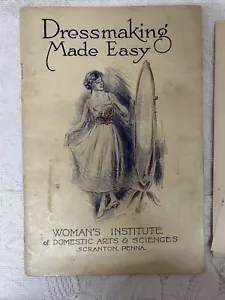 Dressmaking
Made Easy
WOMAN'S INSTITUTE
of DOMESTIC ARTS & SCIENCES
SCRANTON, PENNA.